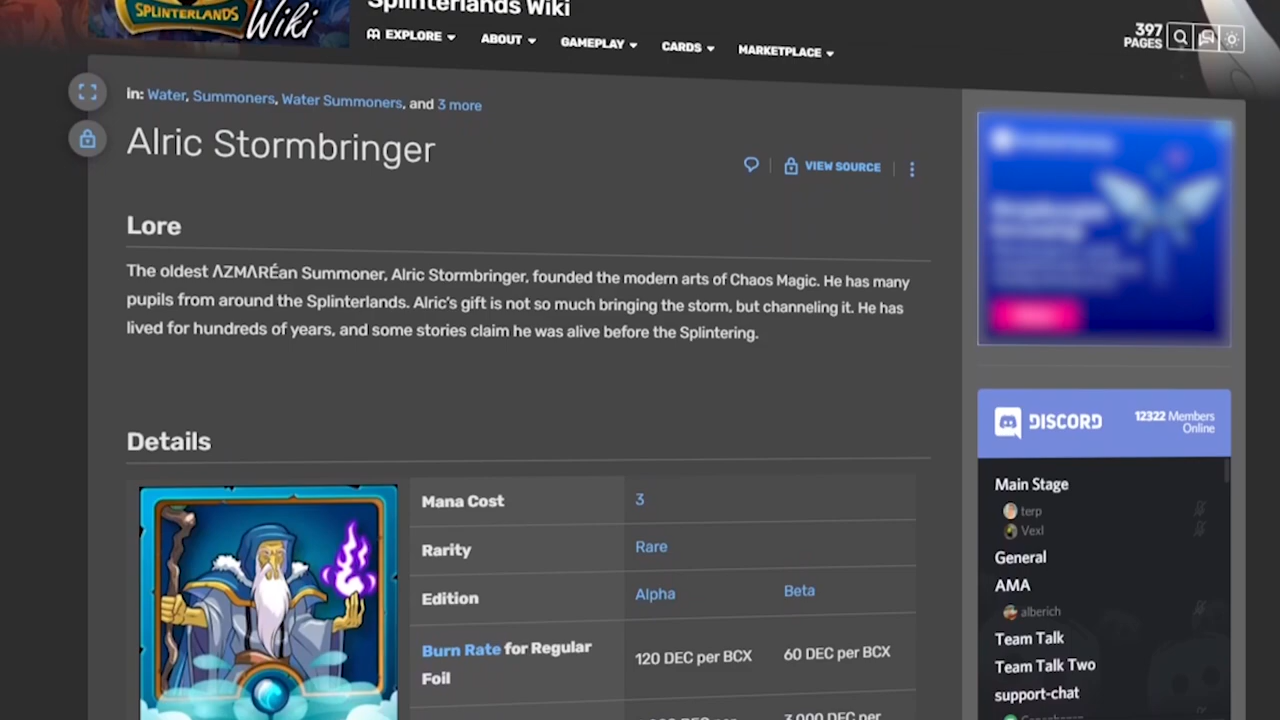 SPLINTERLANDS
Wiki
Splinterlands Wiki
EXPLORE
ABOUT
GAMEPLAY
CARDS
MARKETPLACE
397
PAGES
in: Water, Summoners, Water Summoners, and 3 more
Alric Stormbringer
VIEW SOURCE
Lore
The oldest ΛZMΛRÉan Summoner, Alric Stormbringer, founded the modern arts of Chaos Magic. He has many
pupils from around the Splinterlands. Alric's gift is not so much bringing the storm, but channeling it. He has
lived for hundreds of years, and some stories claim he was alive before the Splintering.
Details
Mana Cost
3
Rarity
Rare
Edition
Alpha
Beta
Burn Rate for Regular
Foil
120 DEC per BCX
60 DEC per BCX
DISCORD
12322 Members
Online
Main Stage
terp
Vexl
General
AMA
alberich
Team Talk
Team Talk Two
support-chat